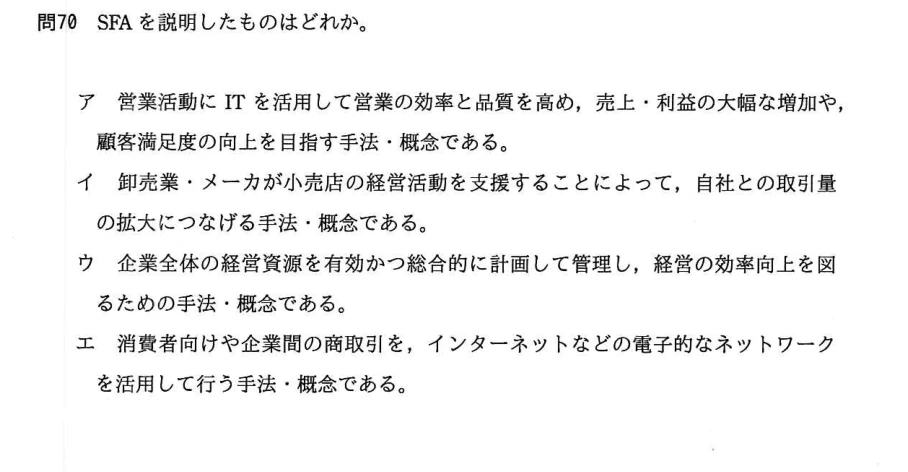 問70 SFA を説明したものはどれか。
ア 営業活動に IT を活用して営業の効率と品質を高め，売上・利益の大幅な増加や，
顧客満足度の向上を目指す手法・概念である。
イ 卸売業・メーカが小売店の経営活動を支援することによって，自社との取引量
の拡大につなげる手法・概念である。
ウ 企業全体の経営資源を有効かつ総合的に計画して管理し，経営の効率向上を図
るための手法・概念である。
エ 消費者向けや企業間の商取引を，インターネットなどの電子的なネットワーク
を活用して行う手法・概念である。